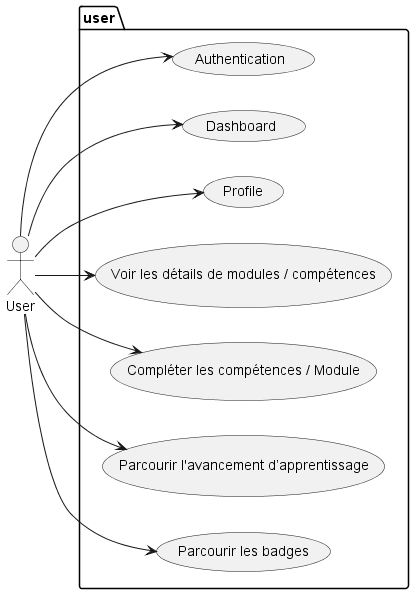 user
Authentication
Dashboard
Profile
Voir les détails de modules / compétences
User
Compléter les compétences / Module
Parcourir l'avancement d'apprentissage
Parcourir les badges